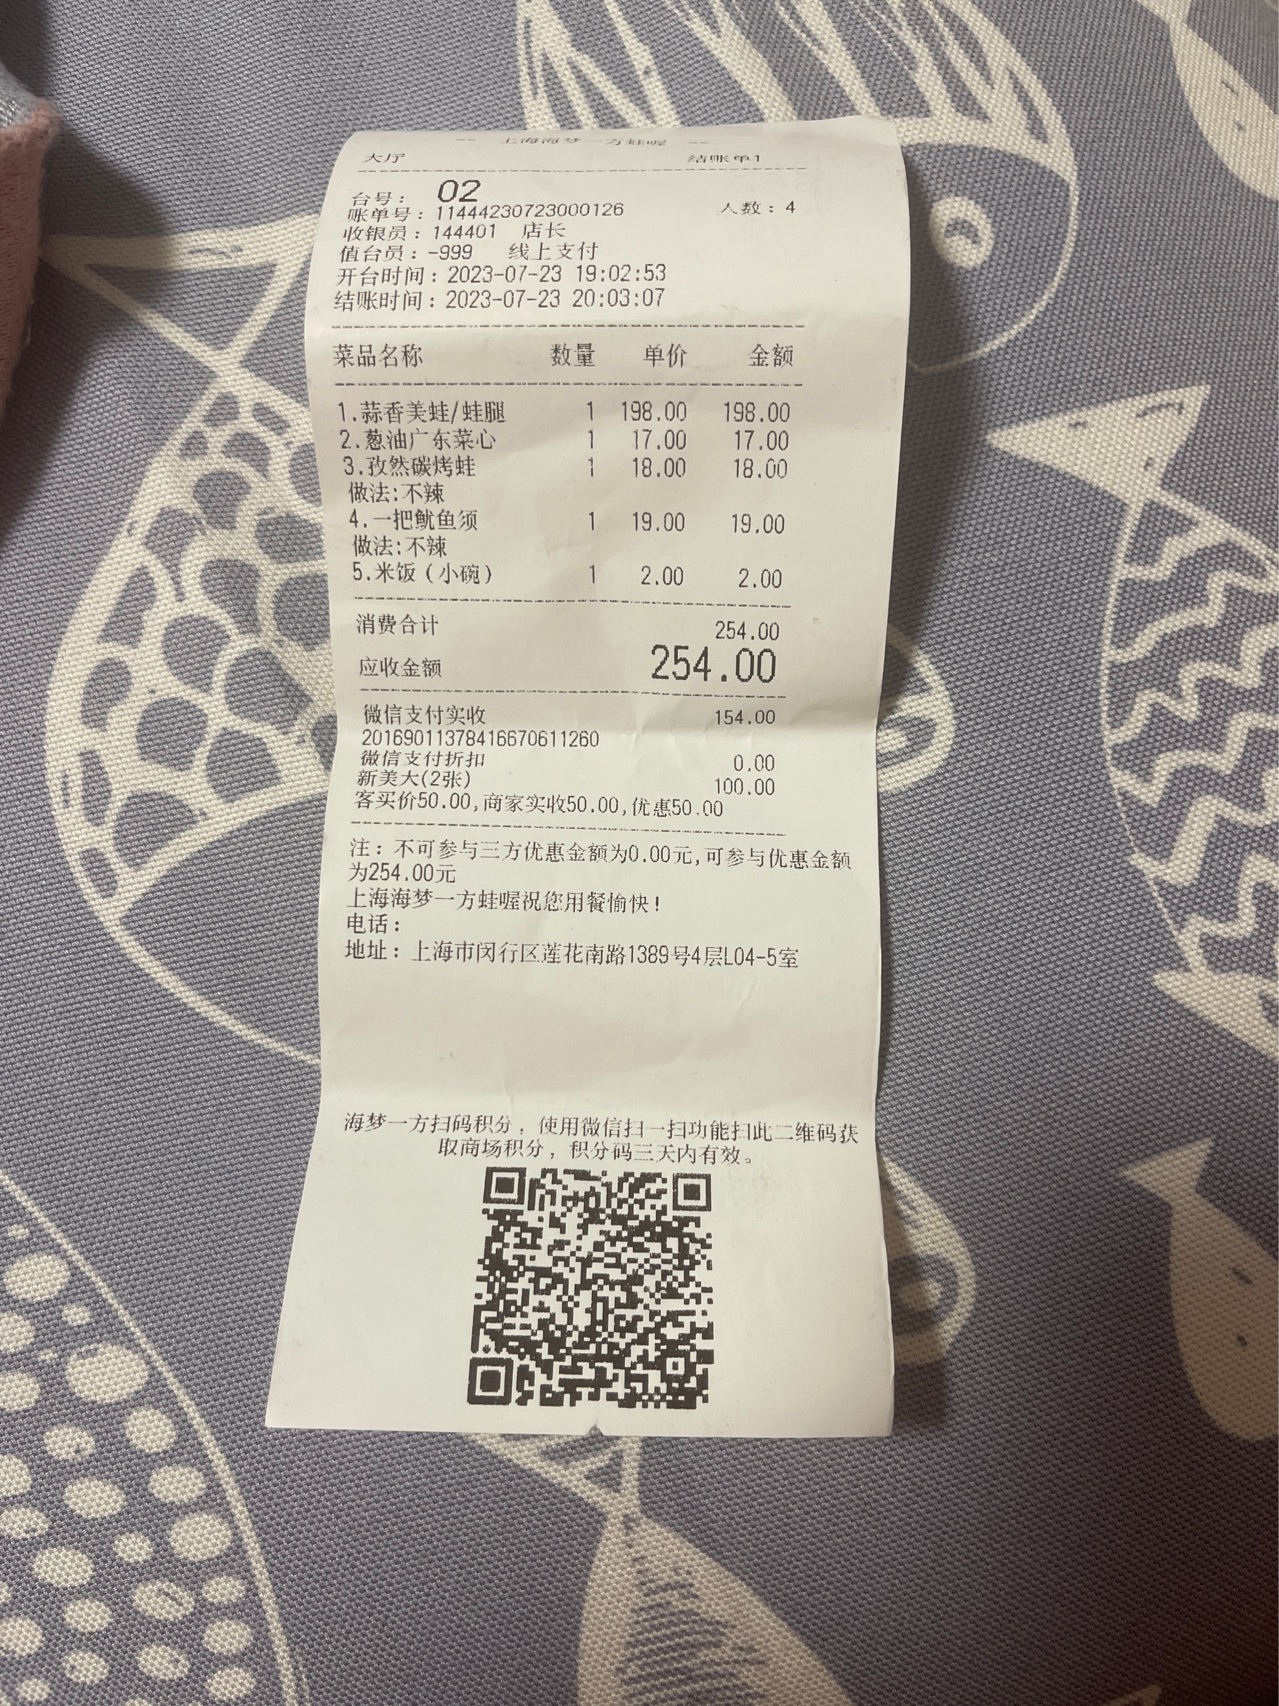 -- 上海海梦一方蛙喔 --
大厅 结账单1
台号： 02
账单号：11444230723000126 人数：4
收银员：144401 店长
值台员：-999 线上支付
开台时间：2023-07-23 19:02:53
结账时间：2023-07-23 20:03:07
菜品名称 数量 单价 金额
1.蒜香美蛙/蛙腿 1 198.00 198.00
2.葱油广东菜心 1 17.00 17.00
3.孜然碳烤蛙 1 18.00 18.00
做法:不辣
4.一把鱿鱼须 1 19.00 19.00
做法:不辣
5.米饭（小碗） 1 2.00 2.00
消费合计 254.00
应收金额 254.00
微信支付实收 154.00
20169011378416670611260
微信支付折扣 0.00
新美大(2张) 100.00
客买价50.00,商家实收50.00,优惠50.00
注：不可参与三方优惠金额为0.00元,可参与优惠金额
为254.00元
上海海梦一方蛙喔祝您用餐愉快!
电话：
地址：上海市闵行区莲花南路1389号4层L04-5室
海梦一方扫码积分，使用微信扫一扫功能扫此二维码获
取商场积分，积分码三天内有效。